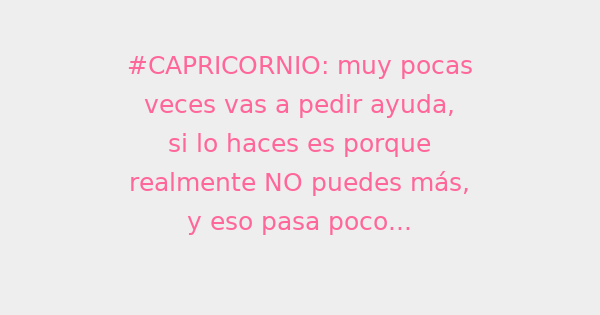 #CAPRICORNIO: muy pocas
veces vas a pedir ayuda,
si lo haces es porque
realmente NO puedes más,
y eso pasa poco...